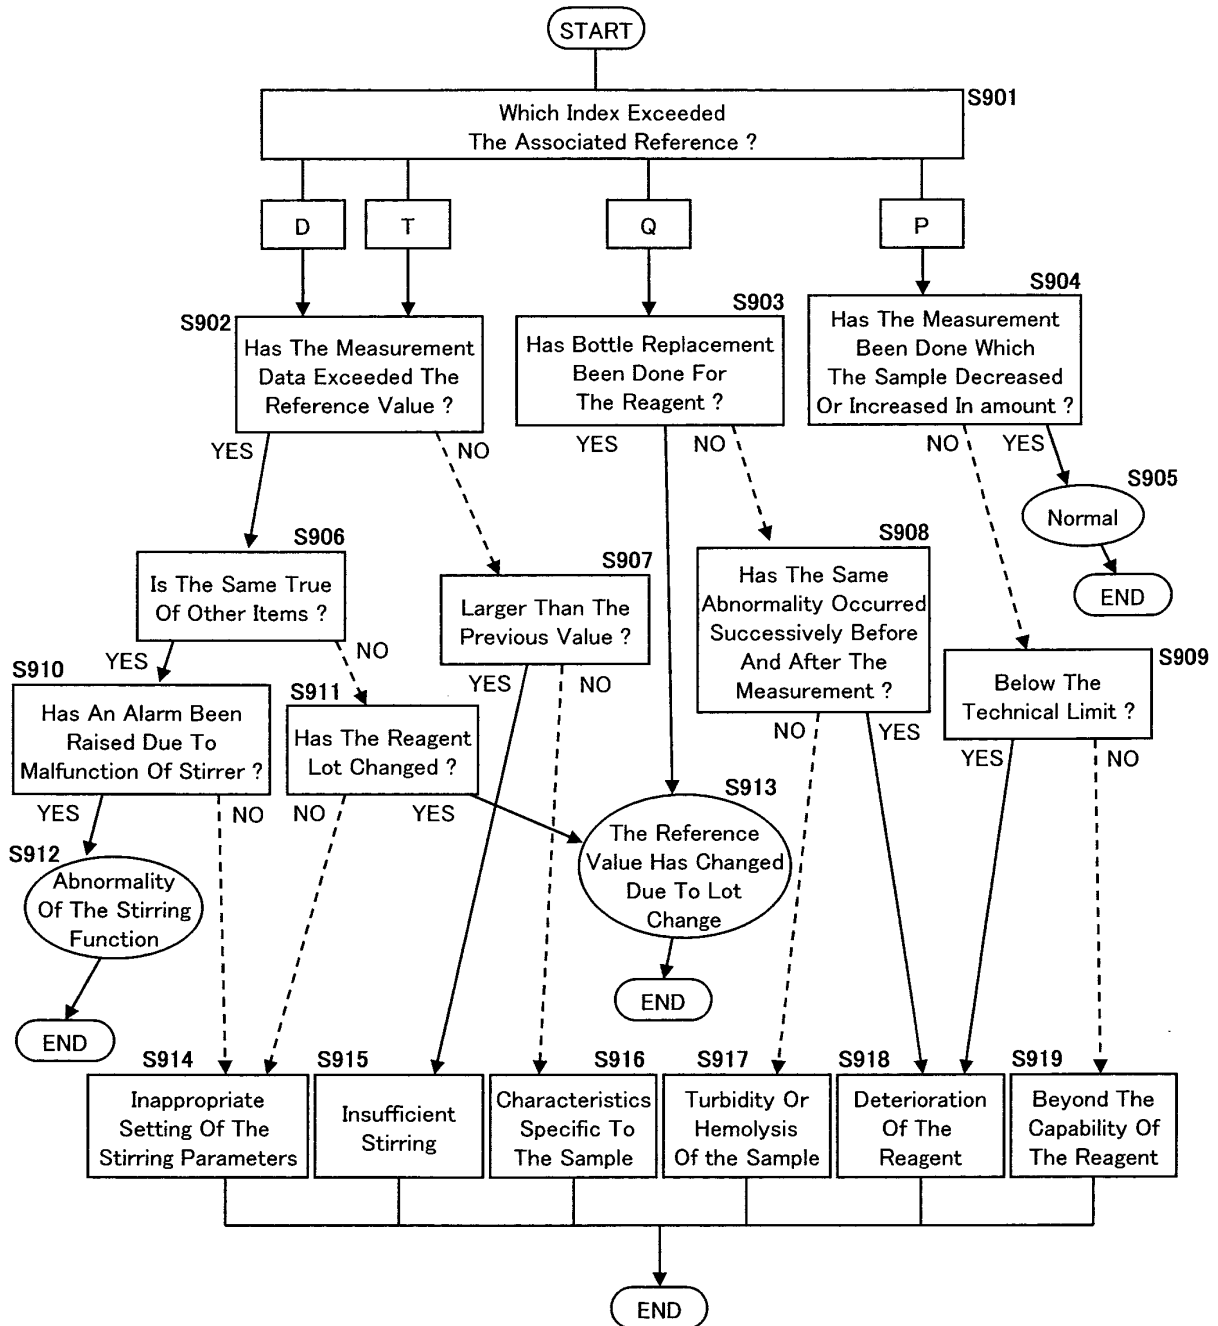 START
S901
Which Index Exceeded
The Associated Reference ?
D
T
Q
P
S902
Has The Measurement
Data Exceeded The
Reference Value ?
YES
NO
S903
Has Bottle Replacement
Been Done For
The Reagent ?
YES
NO
S904
Has The Measurement
Been Done Which
The Sample Decreased
Or Increased In amount ?
NO
YES
S905
Normal
END
S906
Is The Same True
Of Other Items ?
YES
NO
S907
Larger Than The
Previous Value ?
YES
NO
S908
Has The Same
Abnormality Occurred
Successively Before
And After The
Measurement ?
NO
YES
S909
Below The
Technical Limit ?
YES
NO
S910
Has An Alarm Been
Raised Due To
Malfunction Of Stirrer ?
YES
NO
S911
Has The Reagent
Lot Changed ?
NO
YES
S912
Abnormality
Of The Stirring
Function
END
S913
The Reference
Value Has Changed
Due To Lot
Change
END
S914
Inappropriate
Setting Of The
Stirring Parameters
S915
Insufficient
Stirring
S916
Characteristics
Specific To
The Sample
S917
Turbidity Or
Hemolysis
Of the Sample
S918
Deterioration
Of The
Reagent
S919
Beyond The
Capability Of
The Reagent
END